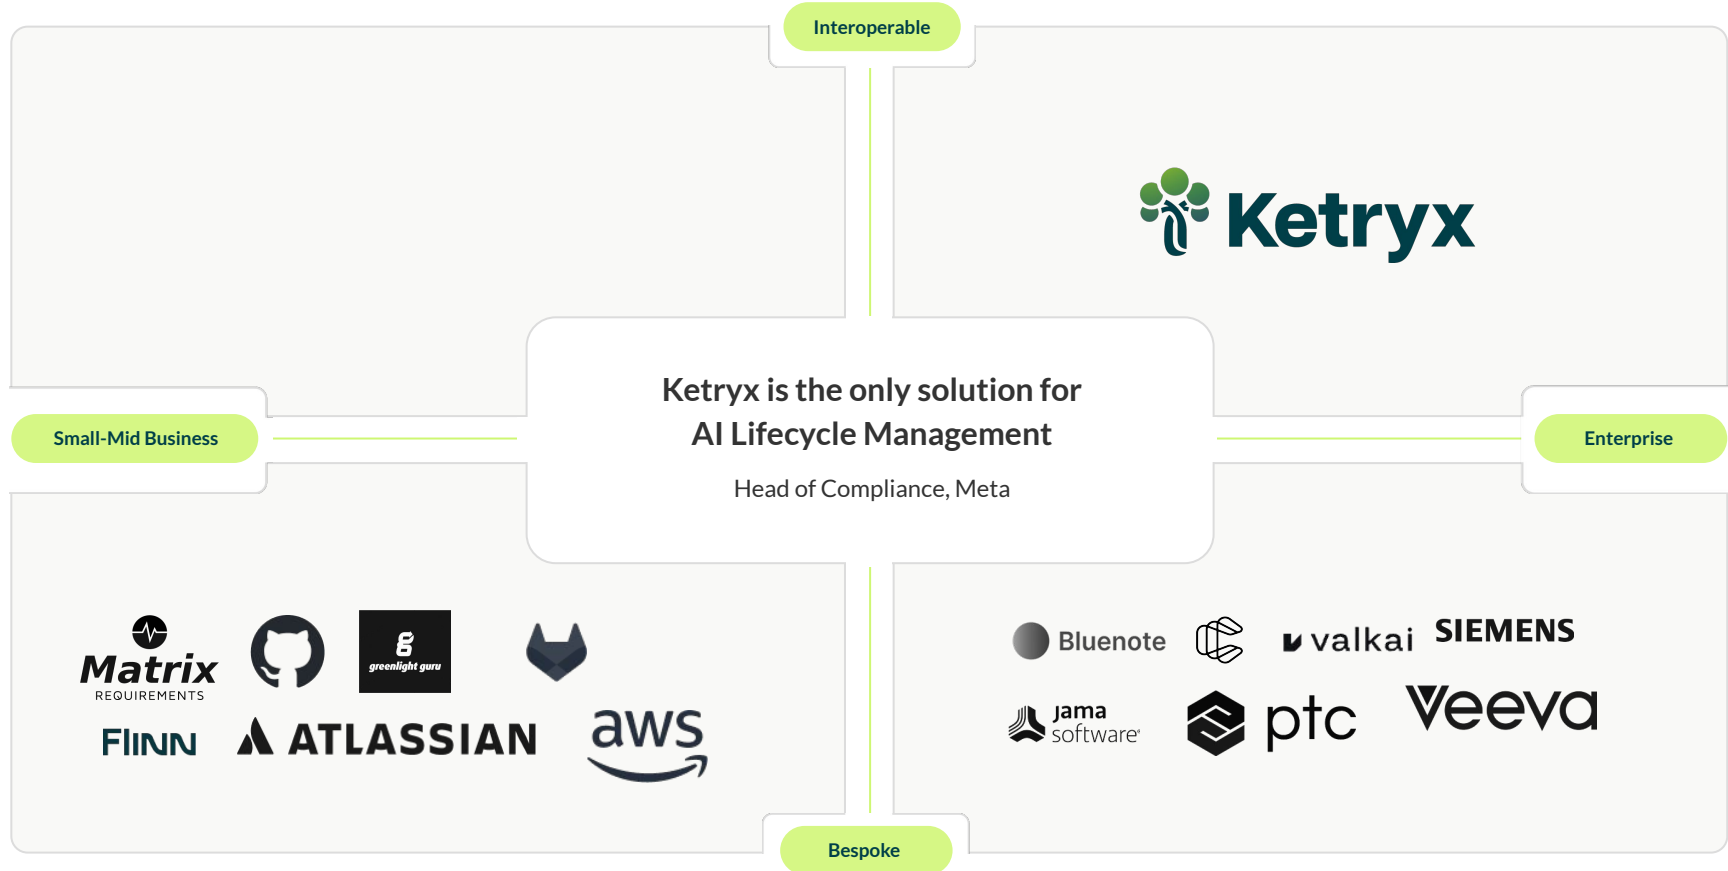 Interoperable
Ketryx
Ketryx is the only solution for
AI Lifecycle Management
Head of Compliance, Meta
Small-Mid Business
Enterprise
Matrix
REQUIREMENTS
greenlight guru
FLINN
ATLASSIAN
aws
Bluenote
valkai
SIEMENS
jama
software
ptc
Veeva
Bespoke